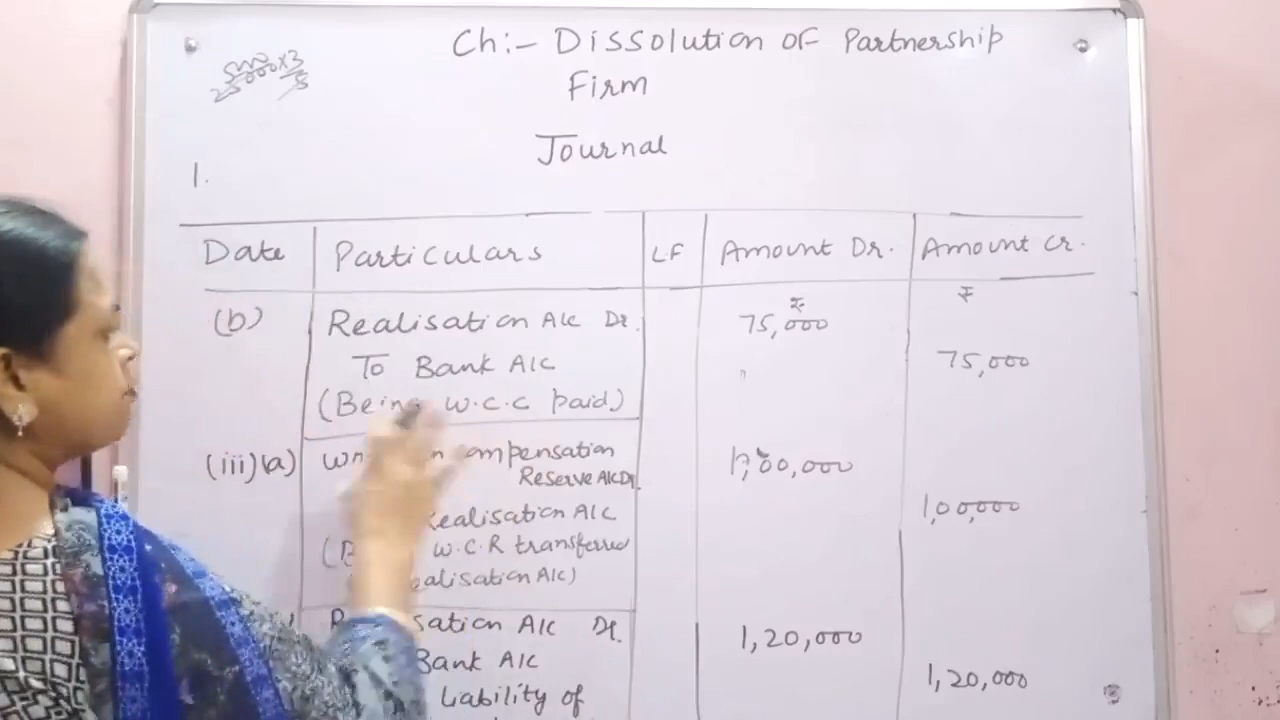 Ch:- Dissolution of Partnership
Firm
Journal
1.
Date Particulars LF Amount Dr. Amount Cr.
₹ ₹
(b) Realisation A/c Dr. 75,000
To Bank A/c 75,000
(Being W.C.C paid)
(iii)(a) compensation 1,00,000
Reserve A/c Dr.
Realisation A/c 1,00,000
W.C.R transferred
Realisation A/c)
Realisation A/c Dr. 1,20,000
Bank A/c 1,20,000
Liability of